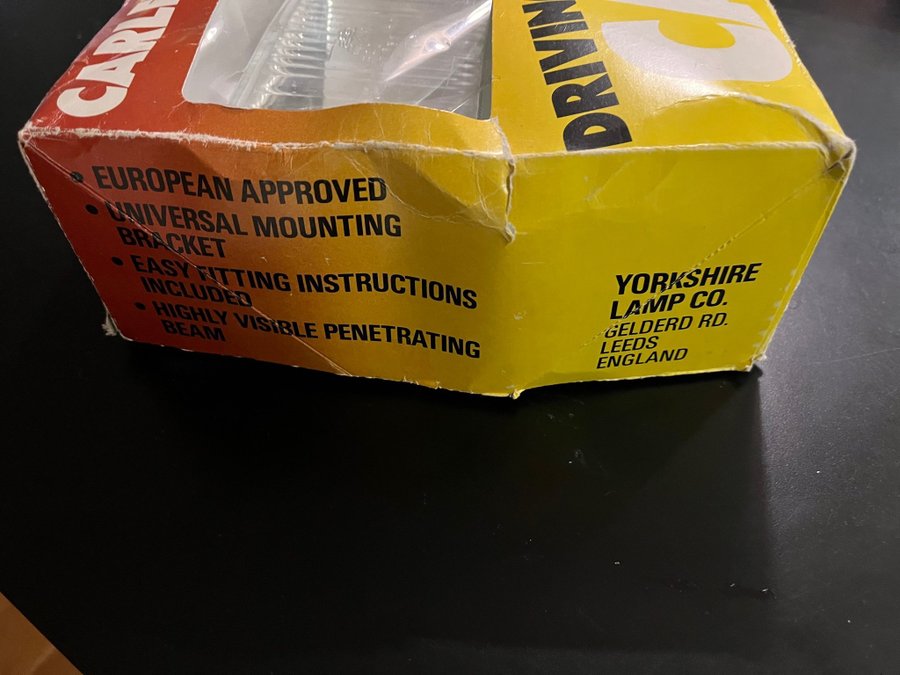 DRIVIN
• EUROPEAN APPROVED
• UNIVERSAL MOUNTING
BRACKET
• EASY FITTING INSTRUCTIONS
INCLUDED
• HIGHLY VISIBLE PENETRATING
BEAM
YORKSHIRE
LAMP CO.
GELDERD RD.
LEEDS
ENGLAND